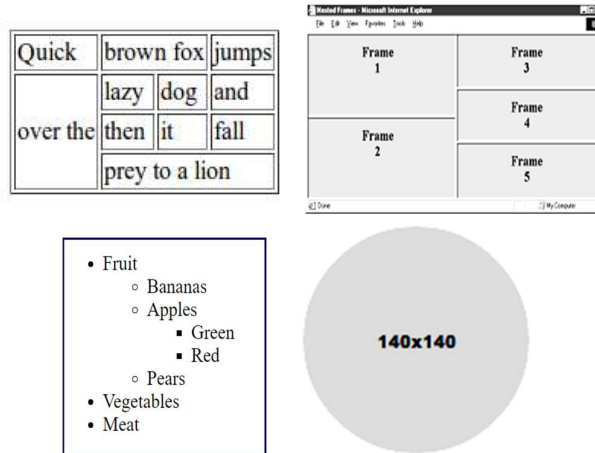 Quick brown fox jumps
over the
lazy dog and
then it fall
prey to a lion
Nested Frames - Microsoft Internet Explorer
File Edit View Favorites Tools Help
Frame
1
Frame
2
Frame
3
Frame
4
Frame
5
Done My Computer
• Fruit
○ Bananas
○ Apples
▪ Green
▪ Red
○ Pears
• Vegetables
• Meat
140x140